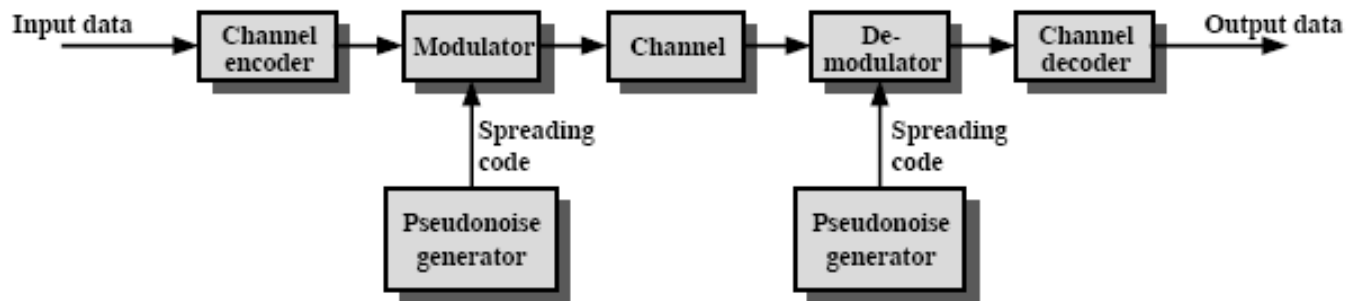 Input data
Channel
encoder
Modulator
Channel
De-
modulator
Channel
decoder
Output data
Spreading
code
Spreading
code
Pseudonoise
generator
Pseudonoise
generator